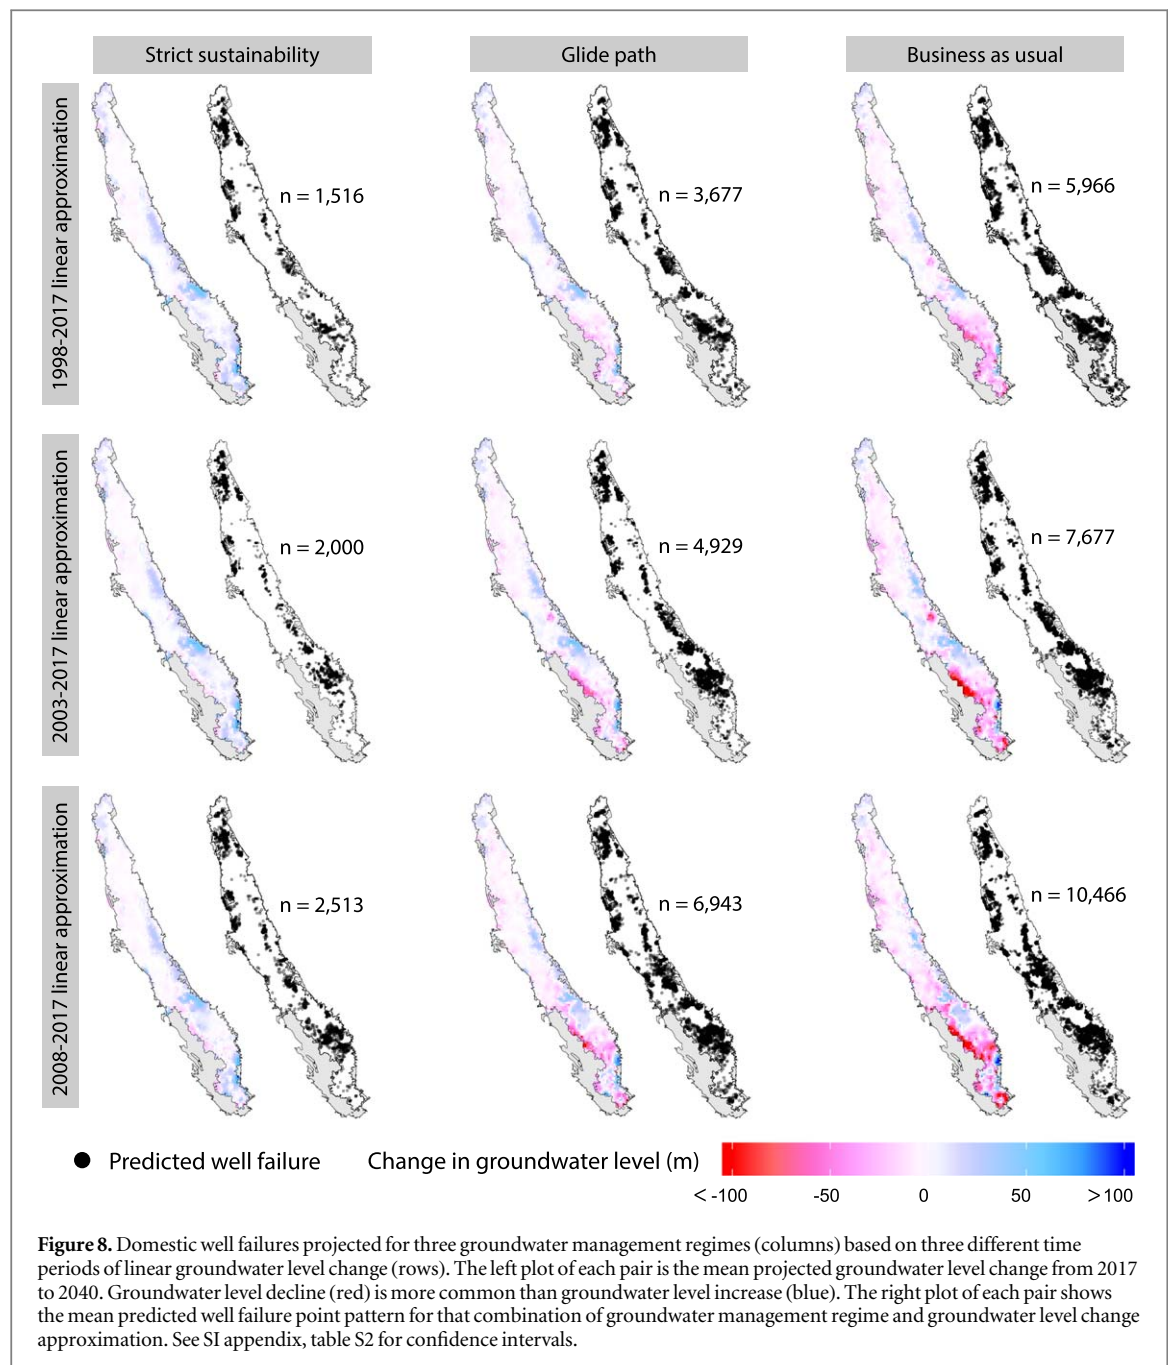 Strict sustainability
Glide path
Business as usual
1998-2017 linear approximation
n = 1,516
n = 3,677
n = 5,966
2003-2017 linear approximation
n = 2,000
n = 4,929
n = 7,677
2008-2017 linear approximation
n = 2,513
n = 6,943
n = 10,466
Predicted well failure
Change in groundwater level (m)
< -100
-50
0
50
>100
Figure 8. Domestic well failures projected for three groundwater management regimes (columns) based on three different time
periods of linear groundwater level change (rows). The left plot of each pair is the mean projected groundwater level change from 2017
to 2040. Groundwater level decline (red) is more common than groundwater level increase (blue). The right plot of each pair shows
the mean predicted well failure point pattern for that combination of groundwater management regime and groundwater level change
approximation. See SI appendix, table S2 for confidence intervals.